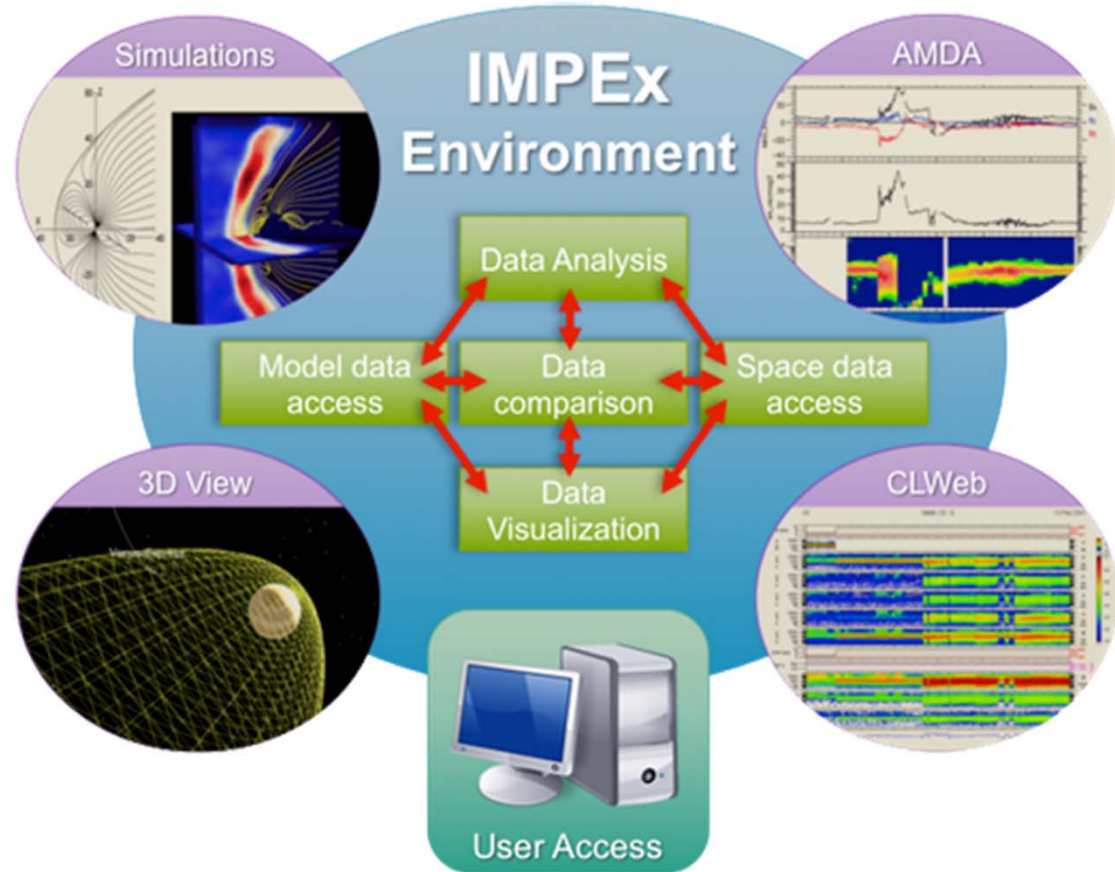 Simulations
IMPEx
Environment
AMDA
Data Analysis
Model data
access
Data
comparison
Space data
access
Data
Visualization
3D View
CLWeb
User Access